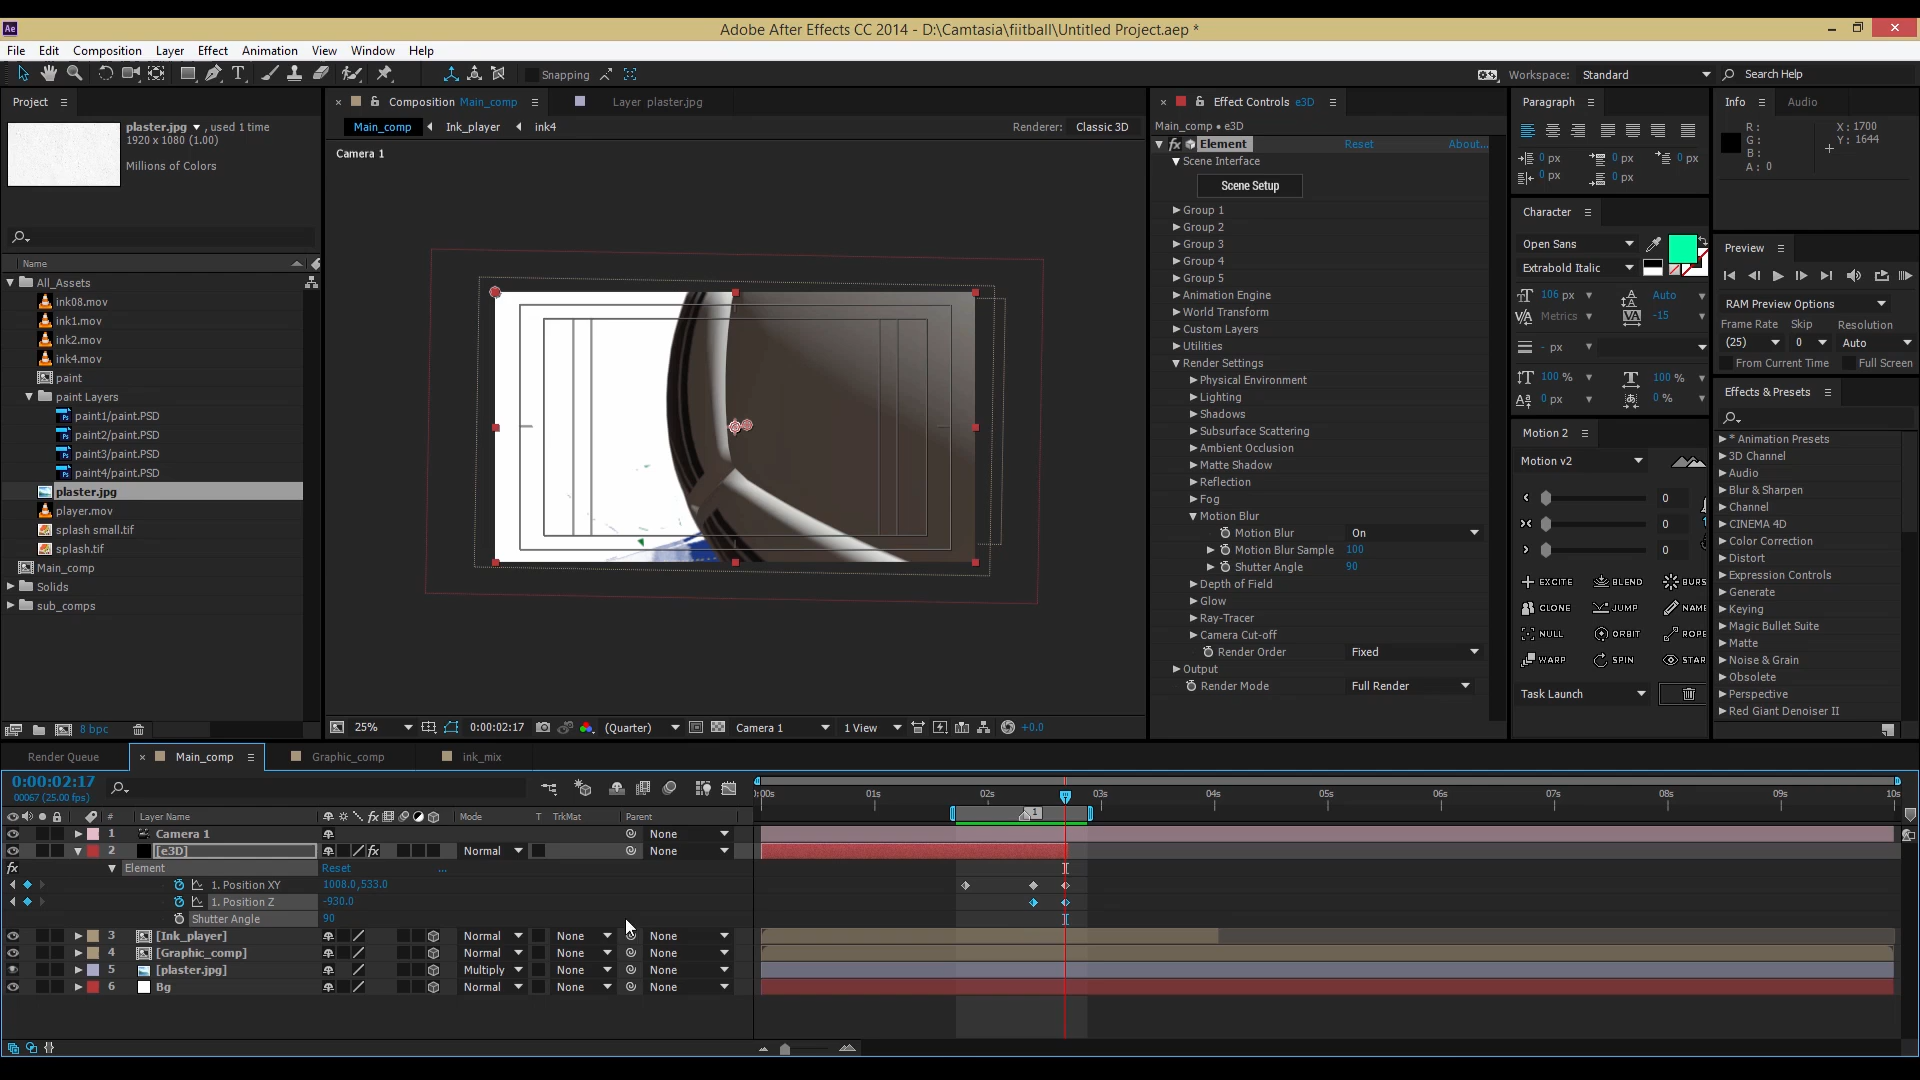 Ae
Adobe After Effects CC 2014 - D:\Camtasia\fiitball\Untitled Project.aep *
File Edit Composition Layer Effect Animation View Window Help
T Snapping Workspace: Standard Search Help
Project
plaster.jpg , used 1 time
1920 x 1080 (1.00)
Millions of Colors
Name
All_Assets
ink08.mov
ink1.mov
ink2.mov
ink4.mov
paint
paint Layers
paint1/paint.PSD
paint2/paint.PSD
paint3/paint.PSD
paint4/paint.PSD
plaster.jpg
player.mov
splash small.tif
splash.tif
Main_comp
Solids
sub_comps
8 bpc
Composition Main_comp Layer plaster.jpg
Main_comp Ink_player ink4 Renderer: Classic 3D
Camera 1
25% 0:00:02:17 (Quarter) Camera 1 1 View +0.0
Effect Controls e3D
Main_comp • e3D
fx Element Reset About...
Scene Interface
Scene Setup
Group 1
Group 2
Group 3
Group 4
Group 5
Animation Engine
World Transform
Custom Layers
Utilities
Render Settings
Physical Environment
Lighting
Shadows
Subsurface Scattering
Ambient Occlusion
Matte Shadow
Reflection
Fog
Motion Blur
Motion Blur On
Motion Blur Sample 100
Shutter Angle 90
Depth of Field
Glow
Ray-Tracer
Camera Cut-off
Render Order Fixed
Output
Render Mode Full Render
Paragraph
0 px 0 px 0 px
0 px 0 px
Character
Open Sans
Extrabold Italic
106 px Auto
Metrics -15
- px
100 % 100 %
0 px 0 %
Motion 2
Motion v2
0
0
0
EXCITE BLEND BURS
CLONE JUMP NAME
NULL ORBIT ROPE
WARP SPIN STAR
Task Launch
Info Audio
R: X: 1700
G: Y: 1644
B:
A: 0
Preview
RAM Preview Options
Frame Rate Skip Resolution
(25) 0 Auto
From Current Time Full Screen
Effects & Presets
* Animation Presets
3D Channel
Audio
Blur & Sharpen
Channel
CINEMA 4D
Color Correction
Distort
Expression Controls
Generate
Keying
Magic Bullet Suite
Matte
Noise & Grain
Obsolete
Perspective
Red Giant Denoiser II
Render Queue Main_comp Graphic_comp ink_mix
0:00:02:17
00067 (25.00 fps)
:00s 01s 02s 03s 04s 05s 06s 07s 08s 09s 10s
# Layer Name fx Mode T TrkMat Parent
1
1 Camera 1 None
2 [e3D] fx Normal None
fx Element Reset ...
1. Position XY 1008.0,533.0
1. Position Z -930.0
Shutter Angle 90
3 [Ink_player] Normal None None
4 [Graphic_comp] Normal None None
5 [plaster.jpg] Multiply None None
6 Bg Normal None None